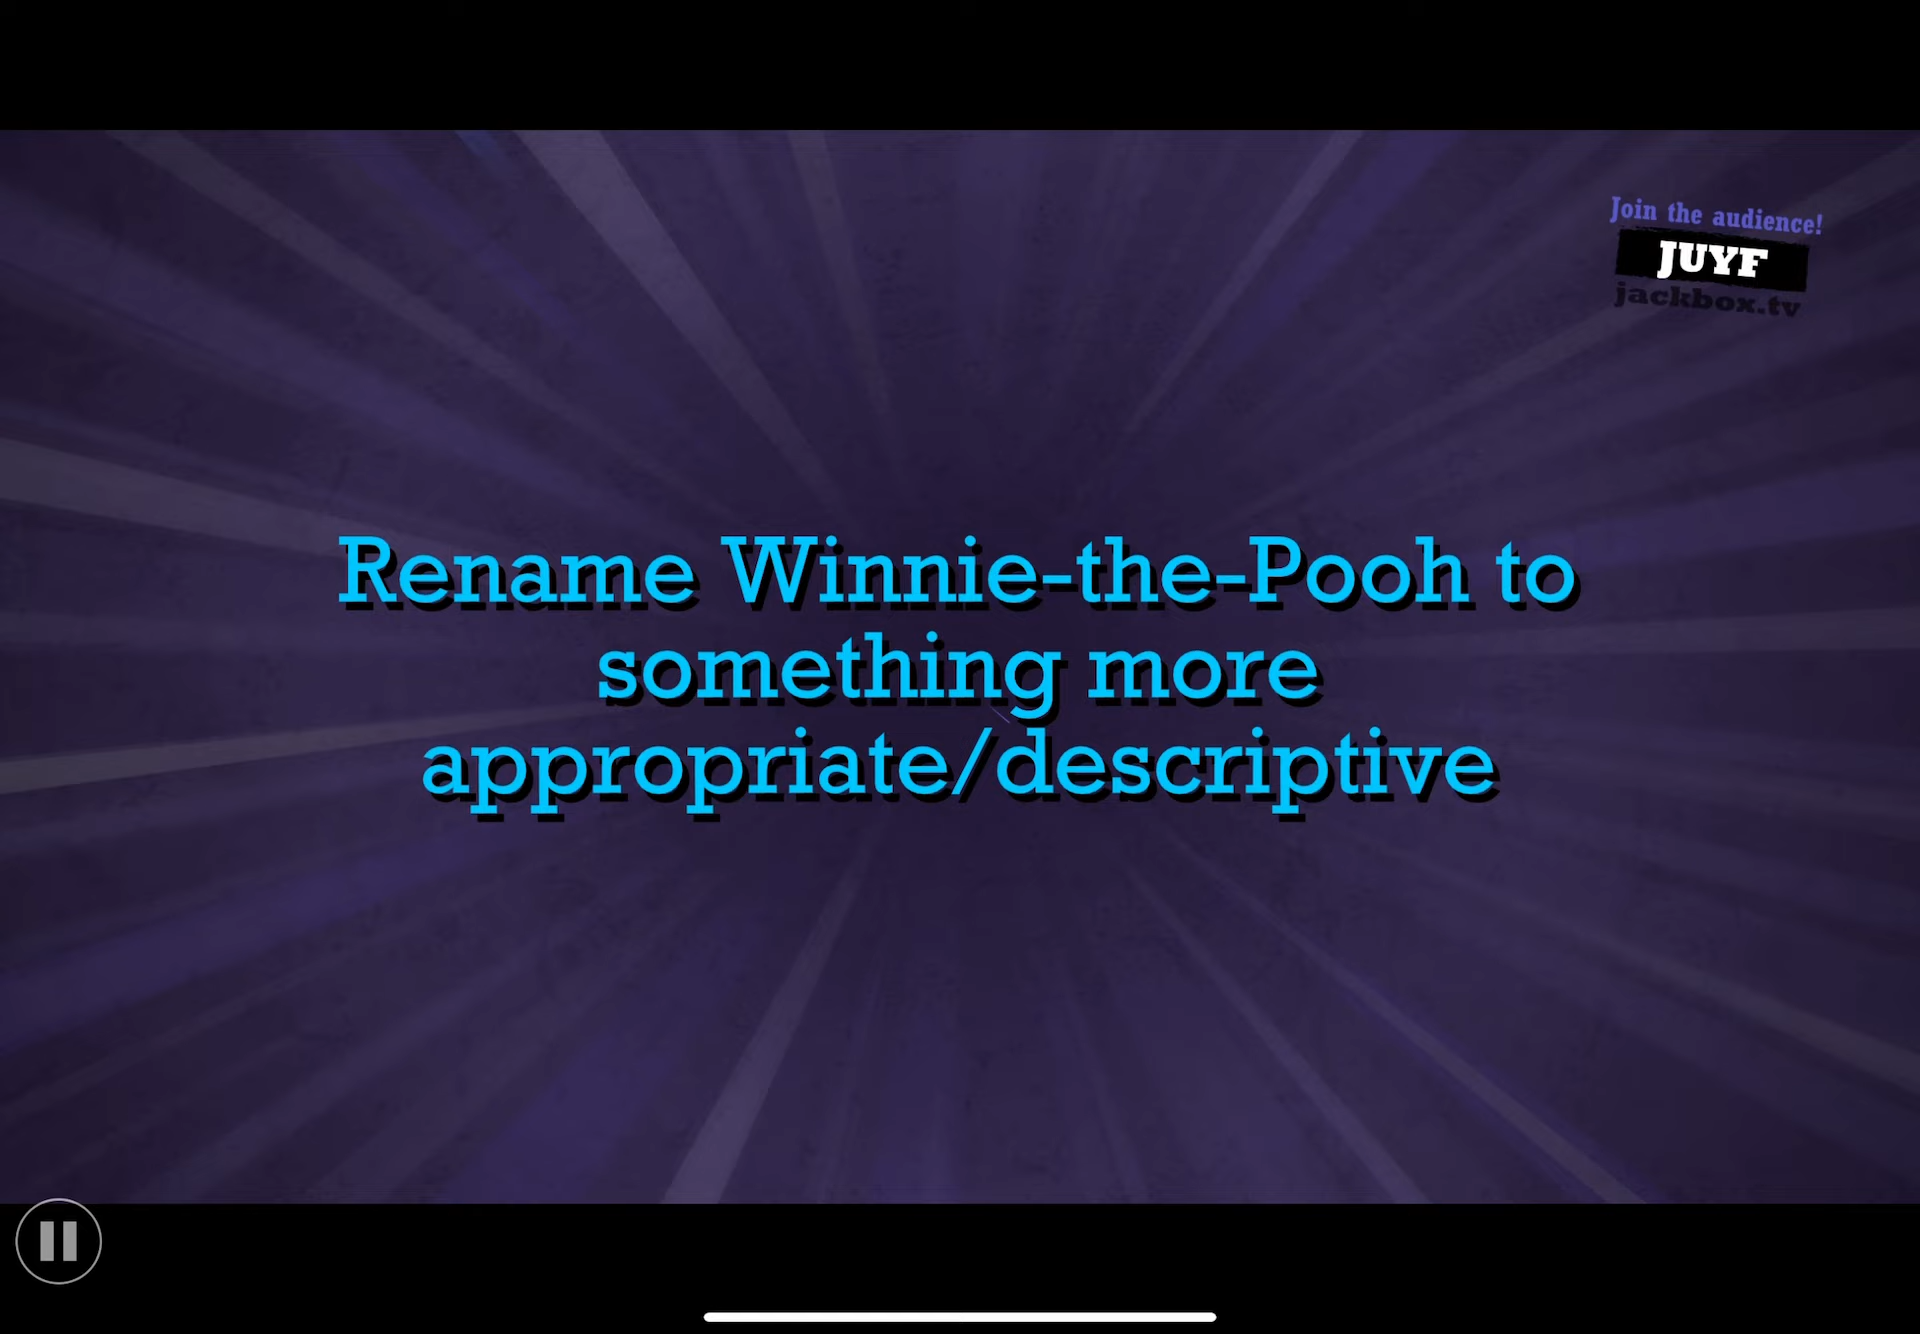 Join the audience!
JUYF
jackbox.tv
Rename Winnie-the-Pooh to
something more
appropriate/descriptive